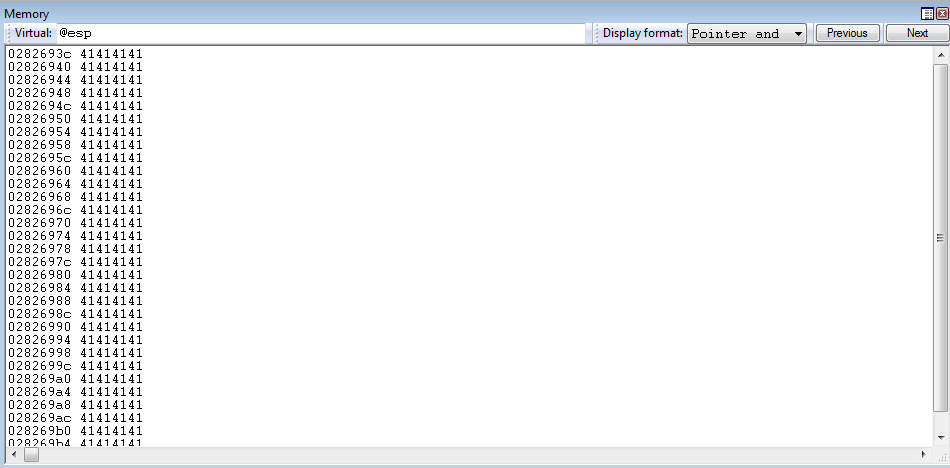 Memory
Virtual: @esp Display format: Pointer and Previous Next
0282693c 41414141
02826940 41414141
02826944 41414141
02826948 41414141
0282694c 41414141
02826950 41414141
02826954 41414141
02826958 41414141
0282695c 41414141
02826960 41414141
02826964 41414141
02826968 41414141
0282696c 41414141
02826970 41414141
02826974 41414141
02826978 41414141
0282697c 41414141
02826980 41414141
02826984 41414141
02826988 41414141
0282698c 41414141
02826990 41414141
02826994 41414141
02826998 41414141
0282699c 41414141
028269a0 41414141
028269a4 41414141
028269a8 41414141
028269ac 41414141
028269b0 41414141
028269b4 41414141